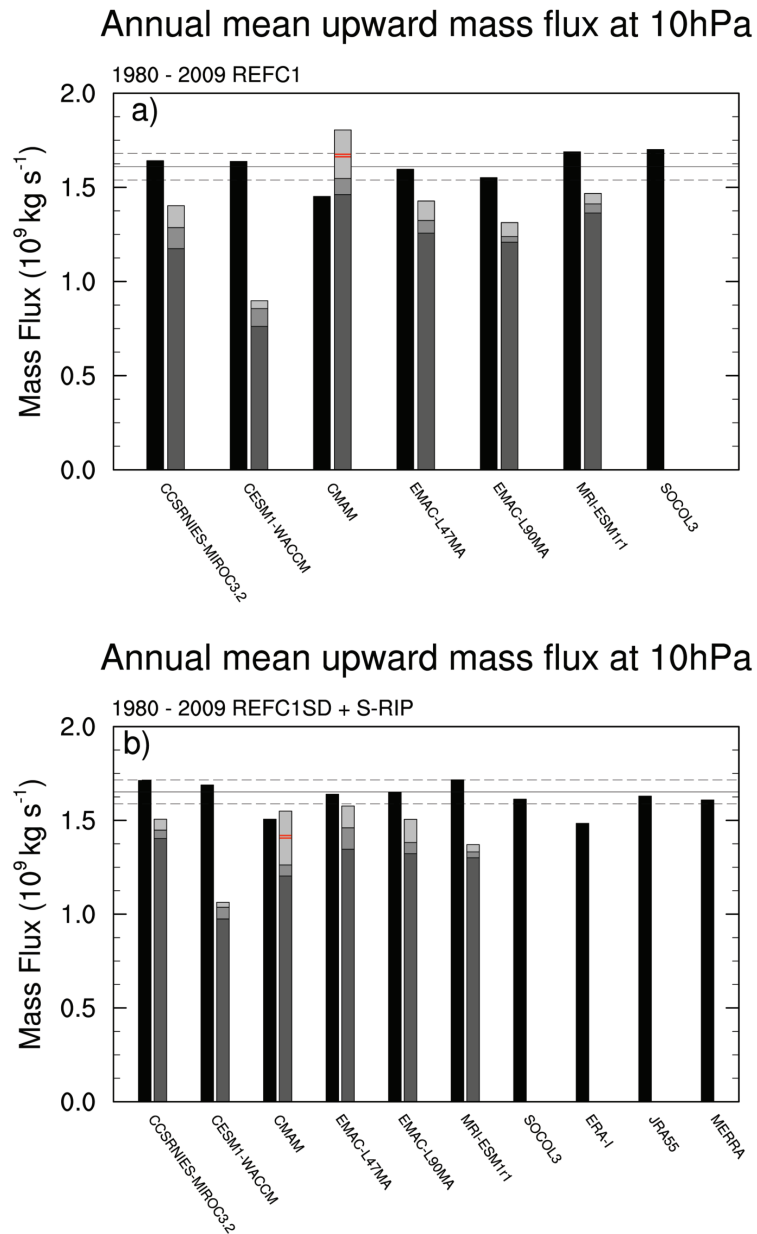 Annual mean upward mass flux at 10hPa
1980 - 2009 REFC1
a)
2.0
1.5
1.0
0.5
0.0
Mass Flux (10⁹ kg s⁻¹)
CCSRNIES-MIROC3.2
CESM1-WACCM
CMAM
EMAC-L47MA
EMAC-L90MA
MRI-ESM1r1
SOCOL3
Annual mean upward mass flux at 10hPa
1980 - 2009 REFC1SD + S-RIP
b)
2.0
1.5
1.0
0.5
0.0
Mass Flux (10⁹ kg s⁻¹)
CCSRNIES-MIROC3.2
CESM1-WACCM
CMAM
EMAC-L47MA
EMAC-L90MA
MRI-ESM1r1
SOCOL3
ERA-I
JRA55
MERRA